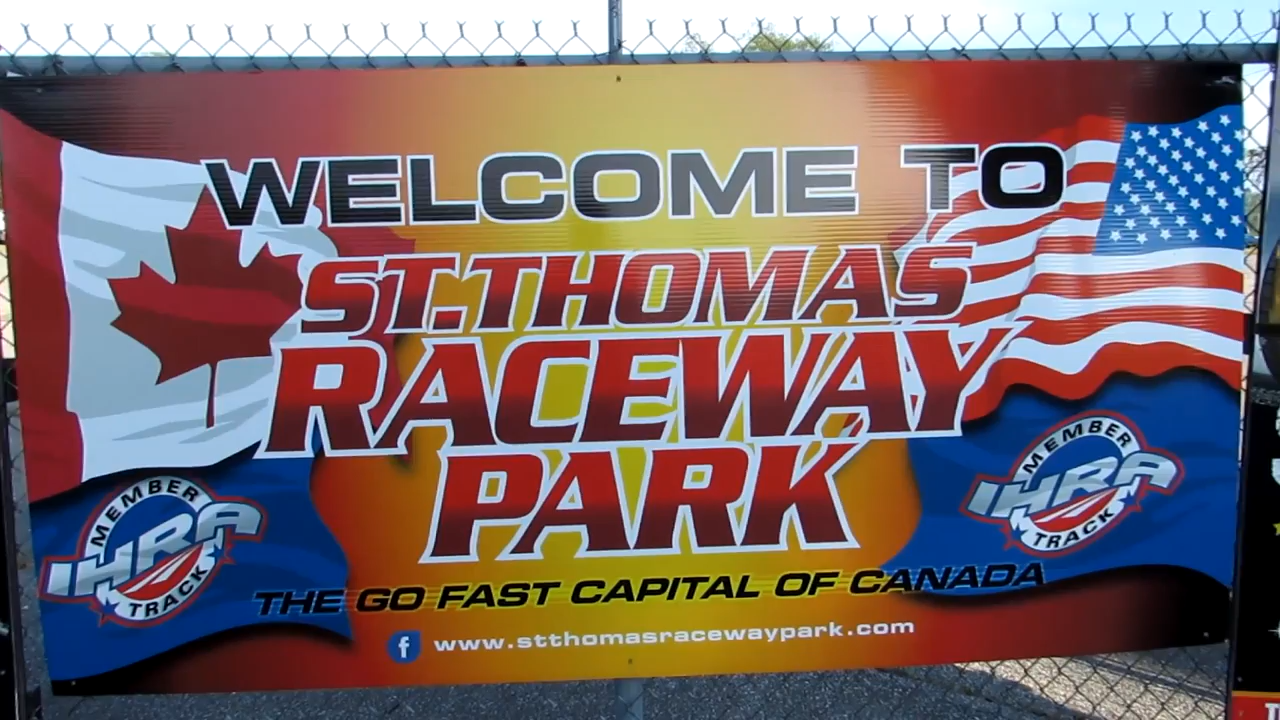 WELCOME TO
ST. THOMAS
RACEWAY
PARK
MEMBER
IHRA
TRACK
MEMBER
IHRA
TRACK
THE GO FAST CAPITAL OF CANADA
f www.stthomasracewaypark.com